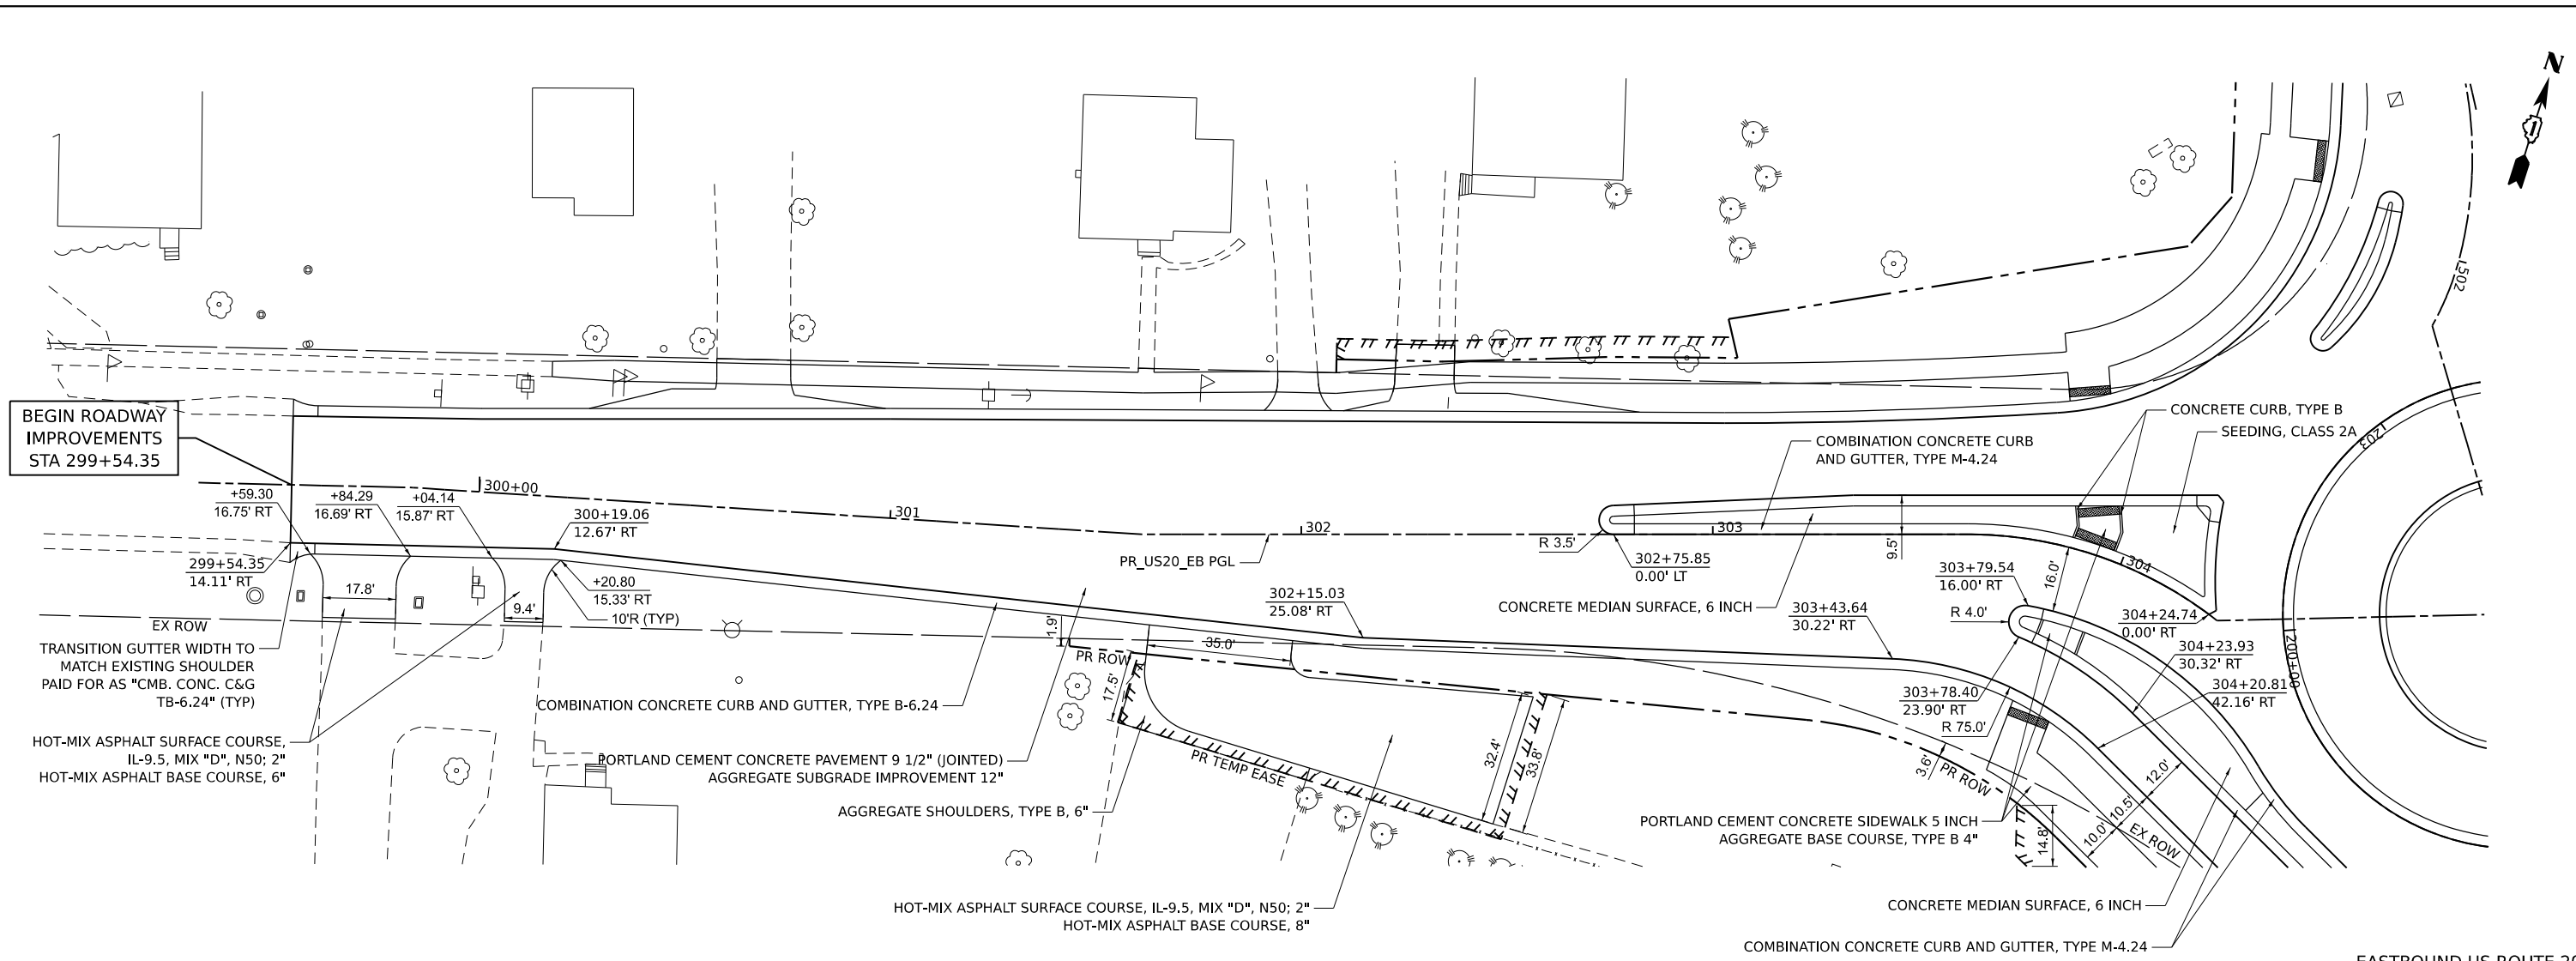 N
1
502
BEGIN ROADWAY
IMPROVEMENTS
STA 299+54.35
CONCRETE CURB, TYPE B
SEEDING, CLASS 2A
COMBINATION CONCRETE CURB
AND GUTTER, TYPE M-4.24
1203
+59.30
16.75' RT
+84.29
16.69' RT
+04.14
15.87' RT
300+00
300+19.06
12.67' RT
301
302
303
304
PR_US20_EB PGL
R 3.5'
302+75.85
0.00' LT
9.5'
16.0'
299+54.35
14.11' RT
17.8'
9.4'
+20.80
15.33' RT
10'R (TYP)
302+15.03
25.08' RT
CONCRETE MEDIAN SURFACE, 6 INCH
303+79.54
16.00' RT
R 4.0'
303+43.64
30.22' RT
304+24.74
0.00' RT
304+23.93
30.32' RT
304+20.81
42.16' RT
1200+00
EX ROW
TRANSITION GUTTER WIDTH TO
MATCH EXISTING SHOULDER
PAID FOR AS "CMB. CONC. C&G
TB-6.24" (TYP)
1.9'
35.0'
PR ROW
17.5'
303+78.40
23.90' RT
R 75.0'
COMBINATION CONCRETE CURB AND GUTTER, TYPE B-6.24
HOT-MIX ASPHALT SURFACE COURSE,
IL-9.5, MIX "D", N50; 2"
HOT-MIX ASPHALT BASE COURSE, 6"
PORTLAND CEMENT CONCRETE PAVEMENT 9 1/2" (JOINTED)
AGGREGATE SUBGRADE IMPROVEMENT 12"
PR TEMP EASE
32.4'
33.8'
3.6'
PR ROW
12.0'
10.5'
10.0'
14.8'
EX ROW
AGGREGATE SHOULDERS, TYPE B, 6"
PORTLAND CEMENT CONCRETE SIDEWALK 5 INCH
AGGREGATE BASE COURSE, TYPE B 4"
HOT-MIX ASPHALT SURFACE COURSE, IL-9.5, MIX "D", N50; 2"
HOT-MIX ASPHALT BASE COURSE, 8"
CONCRETE MEDIAN SURFACE, 6 INCH
COMBINATION CONCRETE CURB AND GUTTER, TYPE M-4.24
EASTBOUND US ROUTE 20